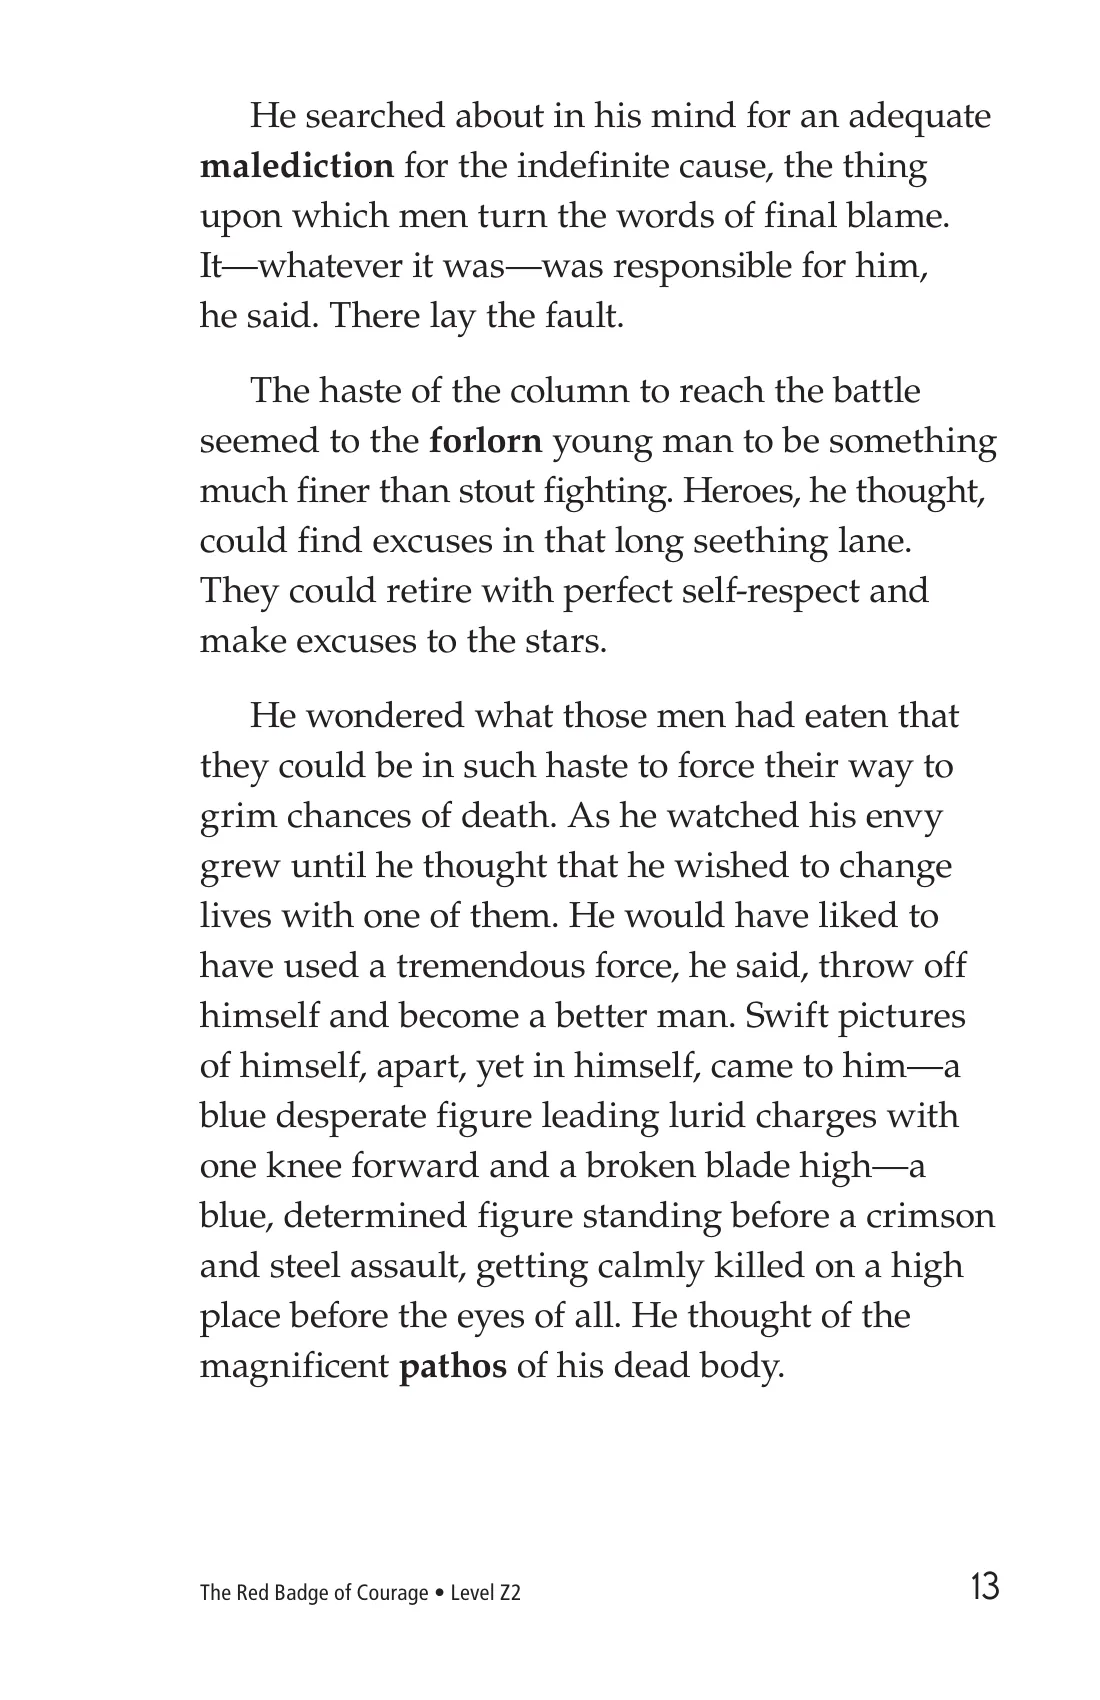 He searched about in his mind for an adequate
malediction for the indefinite cause, the thing
upon which men turn the words of final blame.
It—whatever it was—was responsible for him,
he said. There lay the fault.
The haste of the column to reach the battle
seemed to the forlorn young man to be something
much finer than stout fighting. Heroes, he thought,
could find excuses in that long seething lane.
They could retire with perfect self-respect and
make excuses to the stars.
He wondered what those men had eaten that
they could be in such haste to force their way to
grim chances of death. As he watched his envy
grew until he thought that he wished to change
lives with one of them. He would have liked to
have used a tremendous force, he said, throw off
himself and become a better man. Swift pictures
of himself, apart, yet in himself, came to him—a
blue desperate figure leading lurid charges with
one knee forward and a broken blade high—a
blue, determined figure standing before a crimson
and steel assault, getting calmly killed on a high
place before the eyes of all. He thought of the
magnificent pathos of his dead body.
The Red Badge of Courage • Level Z2 13